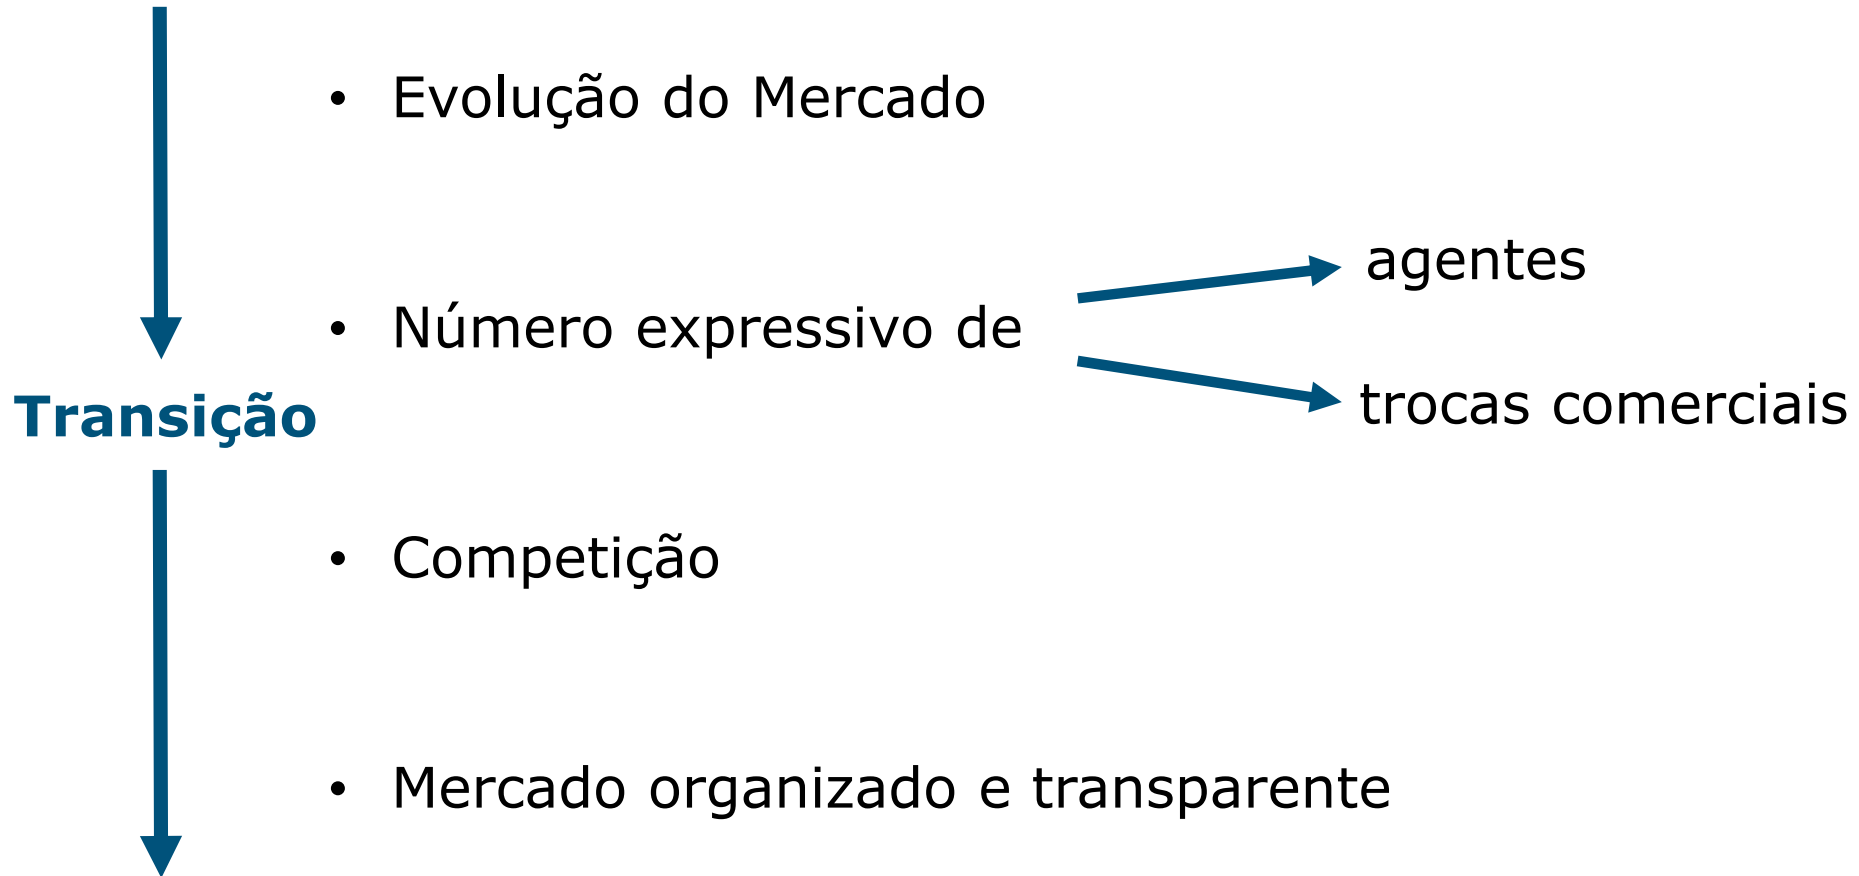 • Evolução do Mercado
agentes
• Número expressivo de
trocas comerciais
Transição
• Competição
• Mercado organizado e transparente